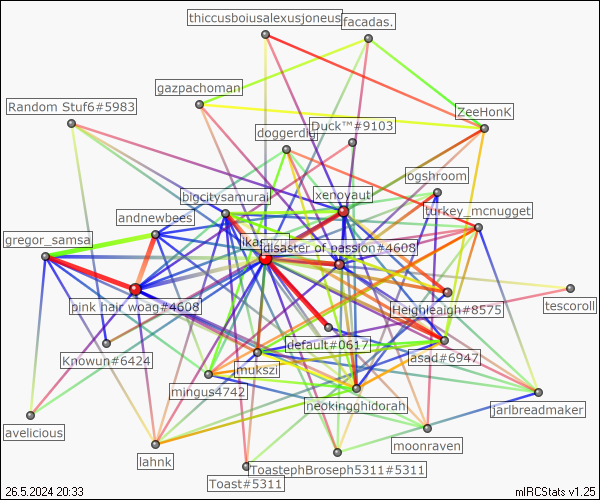 thiccusboiusalexusjoneus
facadas.
gazpachoman
Random Stuf6#5983
ZeeHonK
Duck™#9103
doggerdig
ogshroom
xenoyaut
bigcitysamurai
turkey_mcnugget
andnewbees
gregor_samsa
disaster of passion#4608
pink hair woag#4608
Heighleaigh#8575
tescoroll
default#0617
Knowun#6424
asad#6947
mukszi
mingus4742
neokingghidorah
jarlbreadmaker
avelicious
moonraven
lahnk
ToastephBroseph5311#5311
Toast#5311
26.5.2024 20:33
mIRCStats v1.25